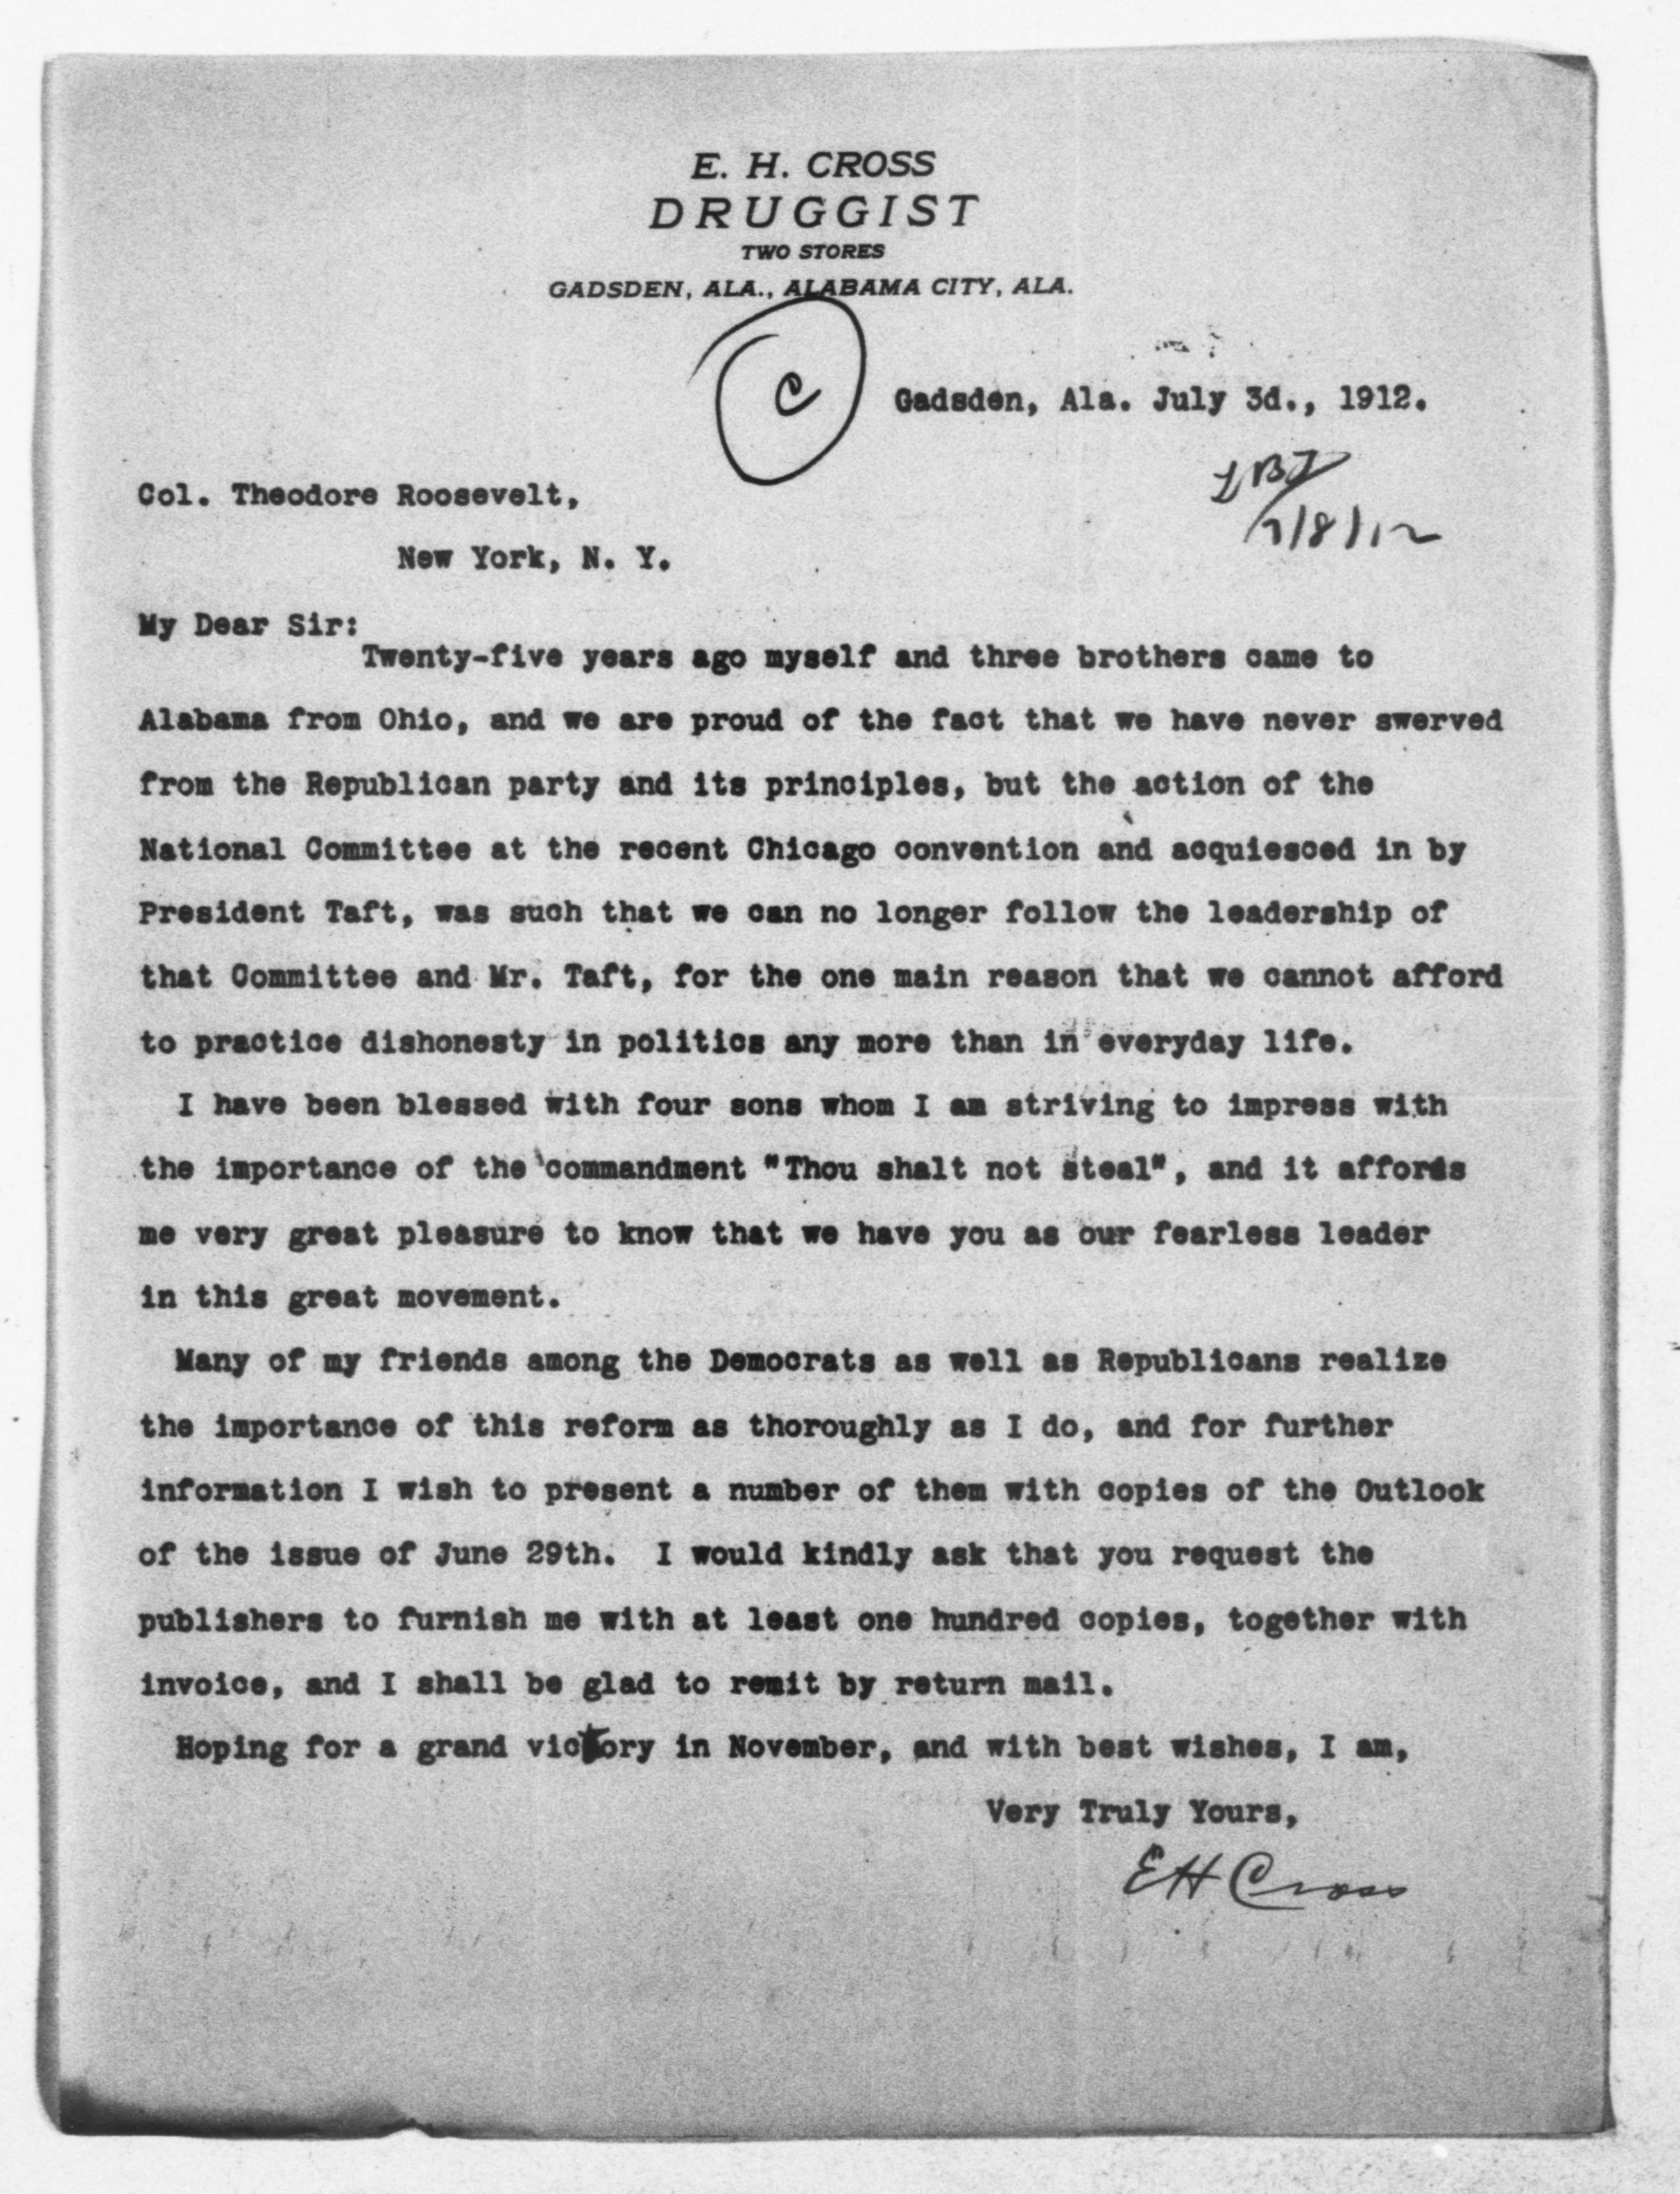 E. H. CROSS
DRUGGIST
TWO STORES
GADSDEN, ALA., ALABAMA CITY, ALA.
C
Gadsden, Ala. July 3d., 1912.
7/8/12
Col. Theodore Roosevelt,
New York, N. Y.
My Dear Sir:
Twenty-five years ago myself and three brothers came to
Alabama from Ohio, and we are proud of the fact that we have never swerved
from the Republican party and its principles, but the action of the
National Committee at the recent Chicago convention and acquiesced in by
President Taft, was such that we can no longer follow the leadership of
that Committee and Mr. Taft, for the one main reason that we cannot afford
to practice dishonesty in politics any more than in everyday life.
I have been blessed with four sons whom I am striving to impress with
the importance of the commandment "Thou shalt not steal", and it affords
me very great pleasure to know that we have you as our fearless leader
in this great movement.
Many of my friends among the Democrats as well as Republicans realize
the importance of this reform as thoroughly as I do, and for further
information I wish to present a number of them with copies of the Outlook
of the issue of June 29th. I would kindly ask that you request the
publishers to furnish me with at least one hundred copies, together with
invoice, and I shall be glad to remit by return mail.
Hoping for a grand victory in November, and with best wishes, I am,
Very Truly Yours,
EH Cross